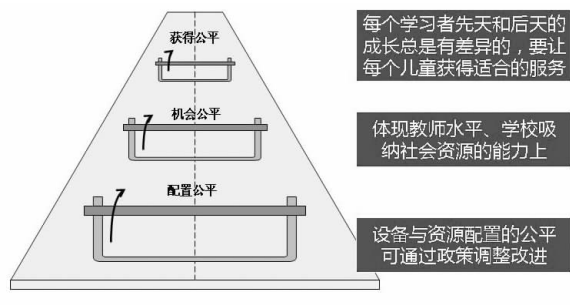 获得公平
每个学习者先天和后天的
成长总是有差异的，要让
每个儿童获得适合的服务
机会公平
体现教师水平、学校吸
纳社会资源的能力上
配置公平
设备与资源配置的公平
可通过政策调整改进